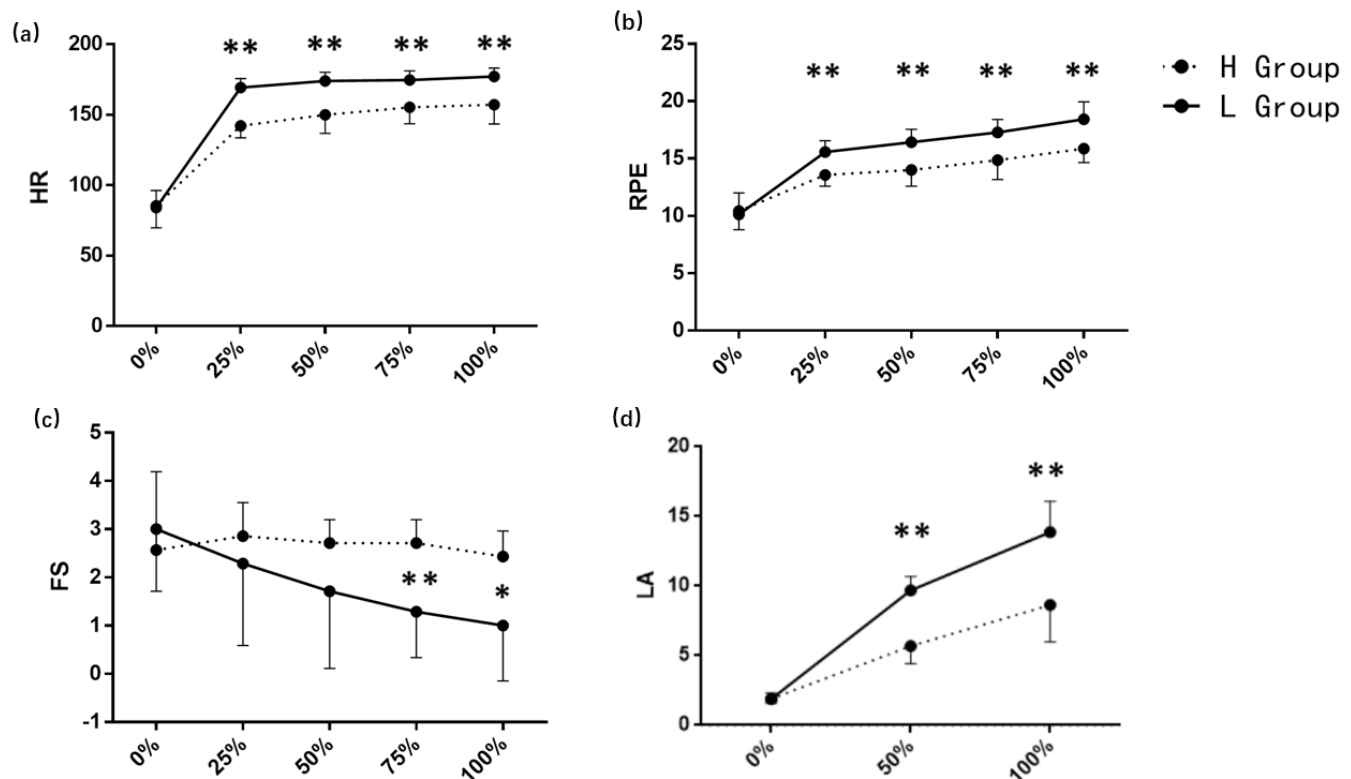 (a)
HR
200
150
100
50
0
** ** ** **
0% 25% 50% 75% 100%
(b)
RPE
25
20
15
10
5
0
** ** ** **
0% 25% 50% 75% 100%
H Group
L Group
(c)
FS
5
4
3
2
1
0
-1
** *
0% 25% 50% 75% 100%
(d)
LA
20
15
10
5
0
** **
0% 50% 100%